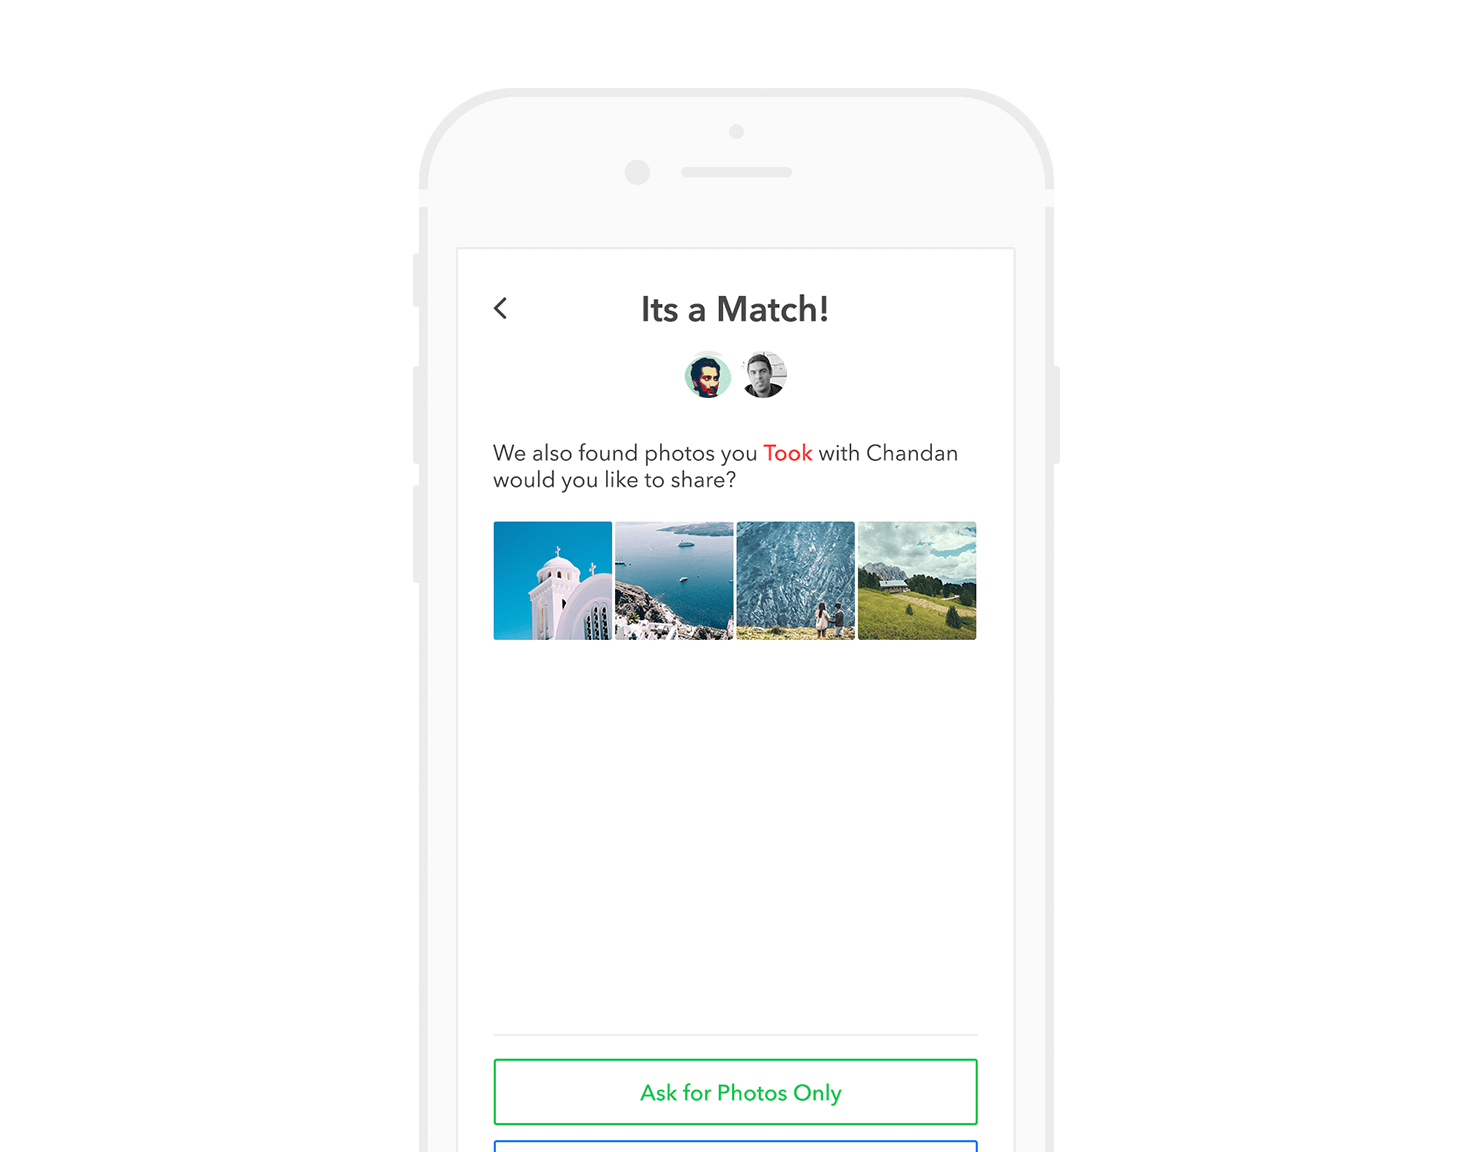 Its a Match!
We also found photos you Took with Chandan
would you like to share?
Ask for Photos Only